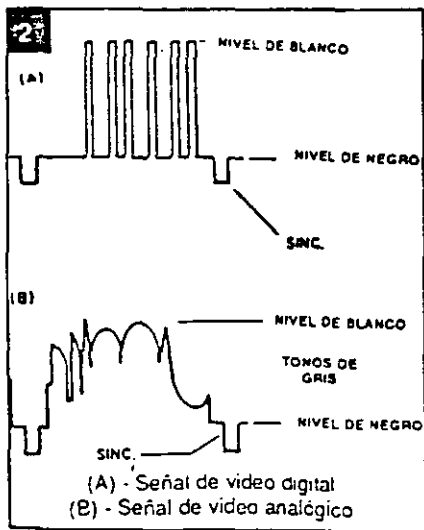 2
(A)
NIVEL DE BLANCO
NIVEL DE NEGRO
SINC.
(B)
NIVEL DE BLANCO
TONOS DE
GRIS
NIVEL DE NEGRO
SINC.
(A) - Señal de video digital
(B) - Señal de video analógico